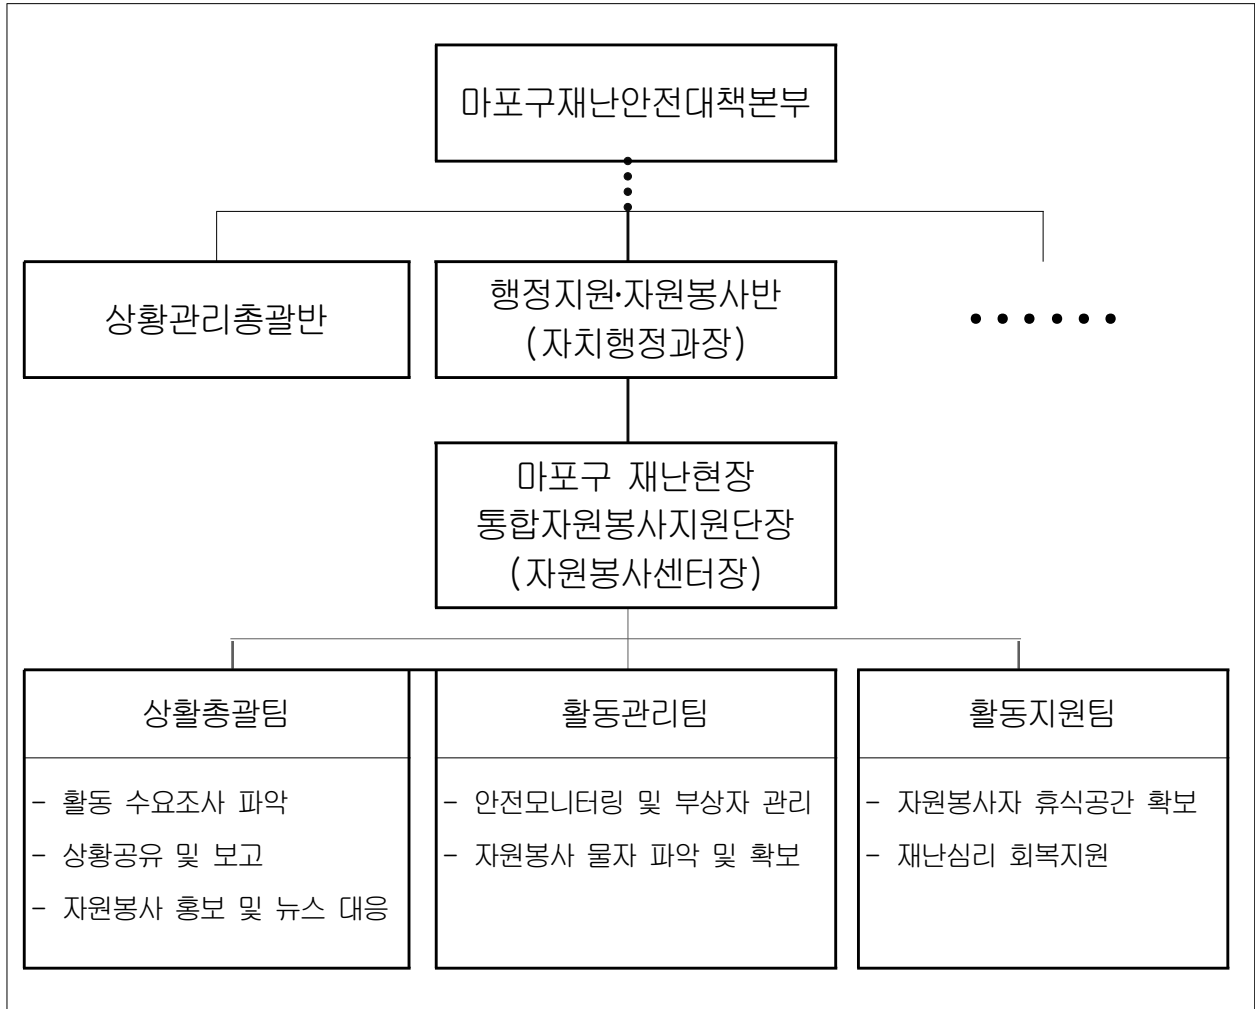 마포구재난안전대책본부
상황관리총괄반
행정지원·자원봉사반
(자치행정과장)
마포구 재난현장
통합자원봉사지원단장
(자원봉사센터장)
상활총괄팀
- 활동 수요조사 파악
- 상황공유 및 보고
- 자원봉사 홍보 및 뉴스 대응
활동관리팀
- 안전모니터링 및 부상자 관리
- 자원봉사 물자 파악 및 확보
활동지원팀
- 자원봉사자 휴식공간 확보
- 재난심리 회복지원